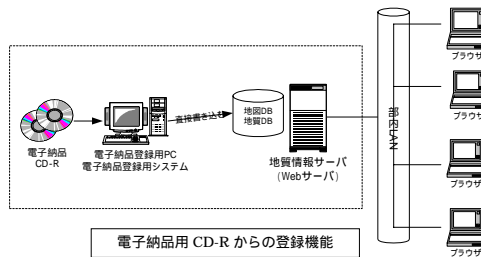 電子納品
CD-R
電子納品登録用PC
電子納品登録用システム
直接書き込む
地図DB
地質DB
地質情報サーバ
(Webサーバ)
部内LAN
ブラウザ
ブラウザ
ブラウザ
ブラウザ
電子納品用 CD-R からの登録機能